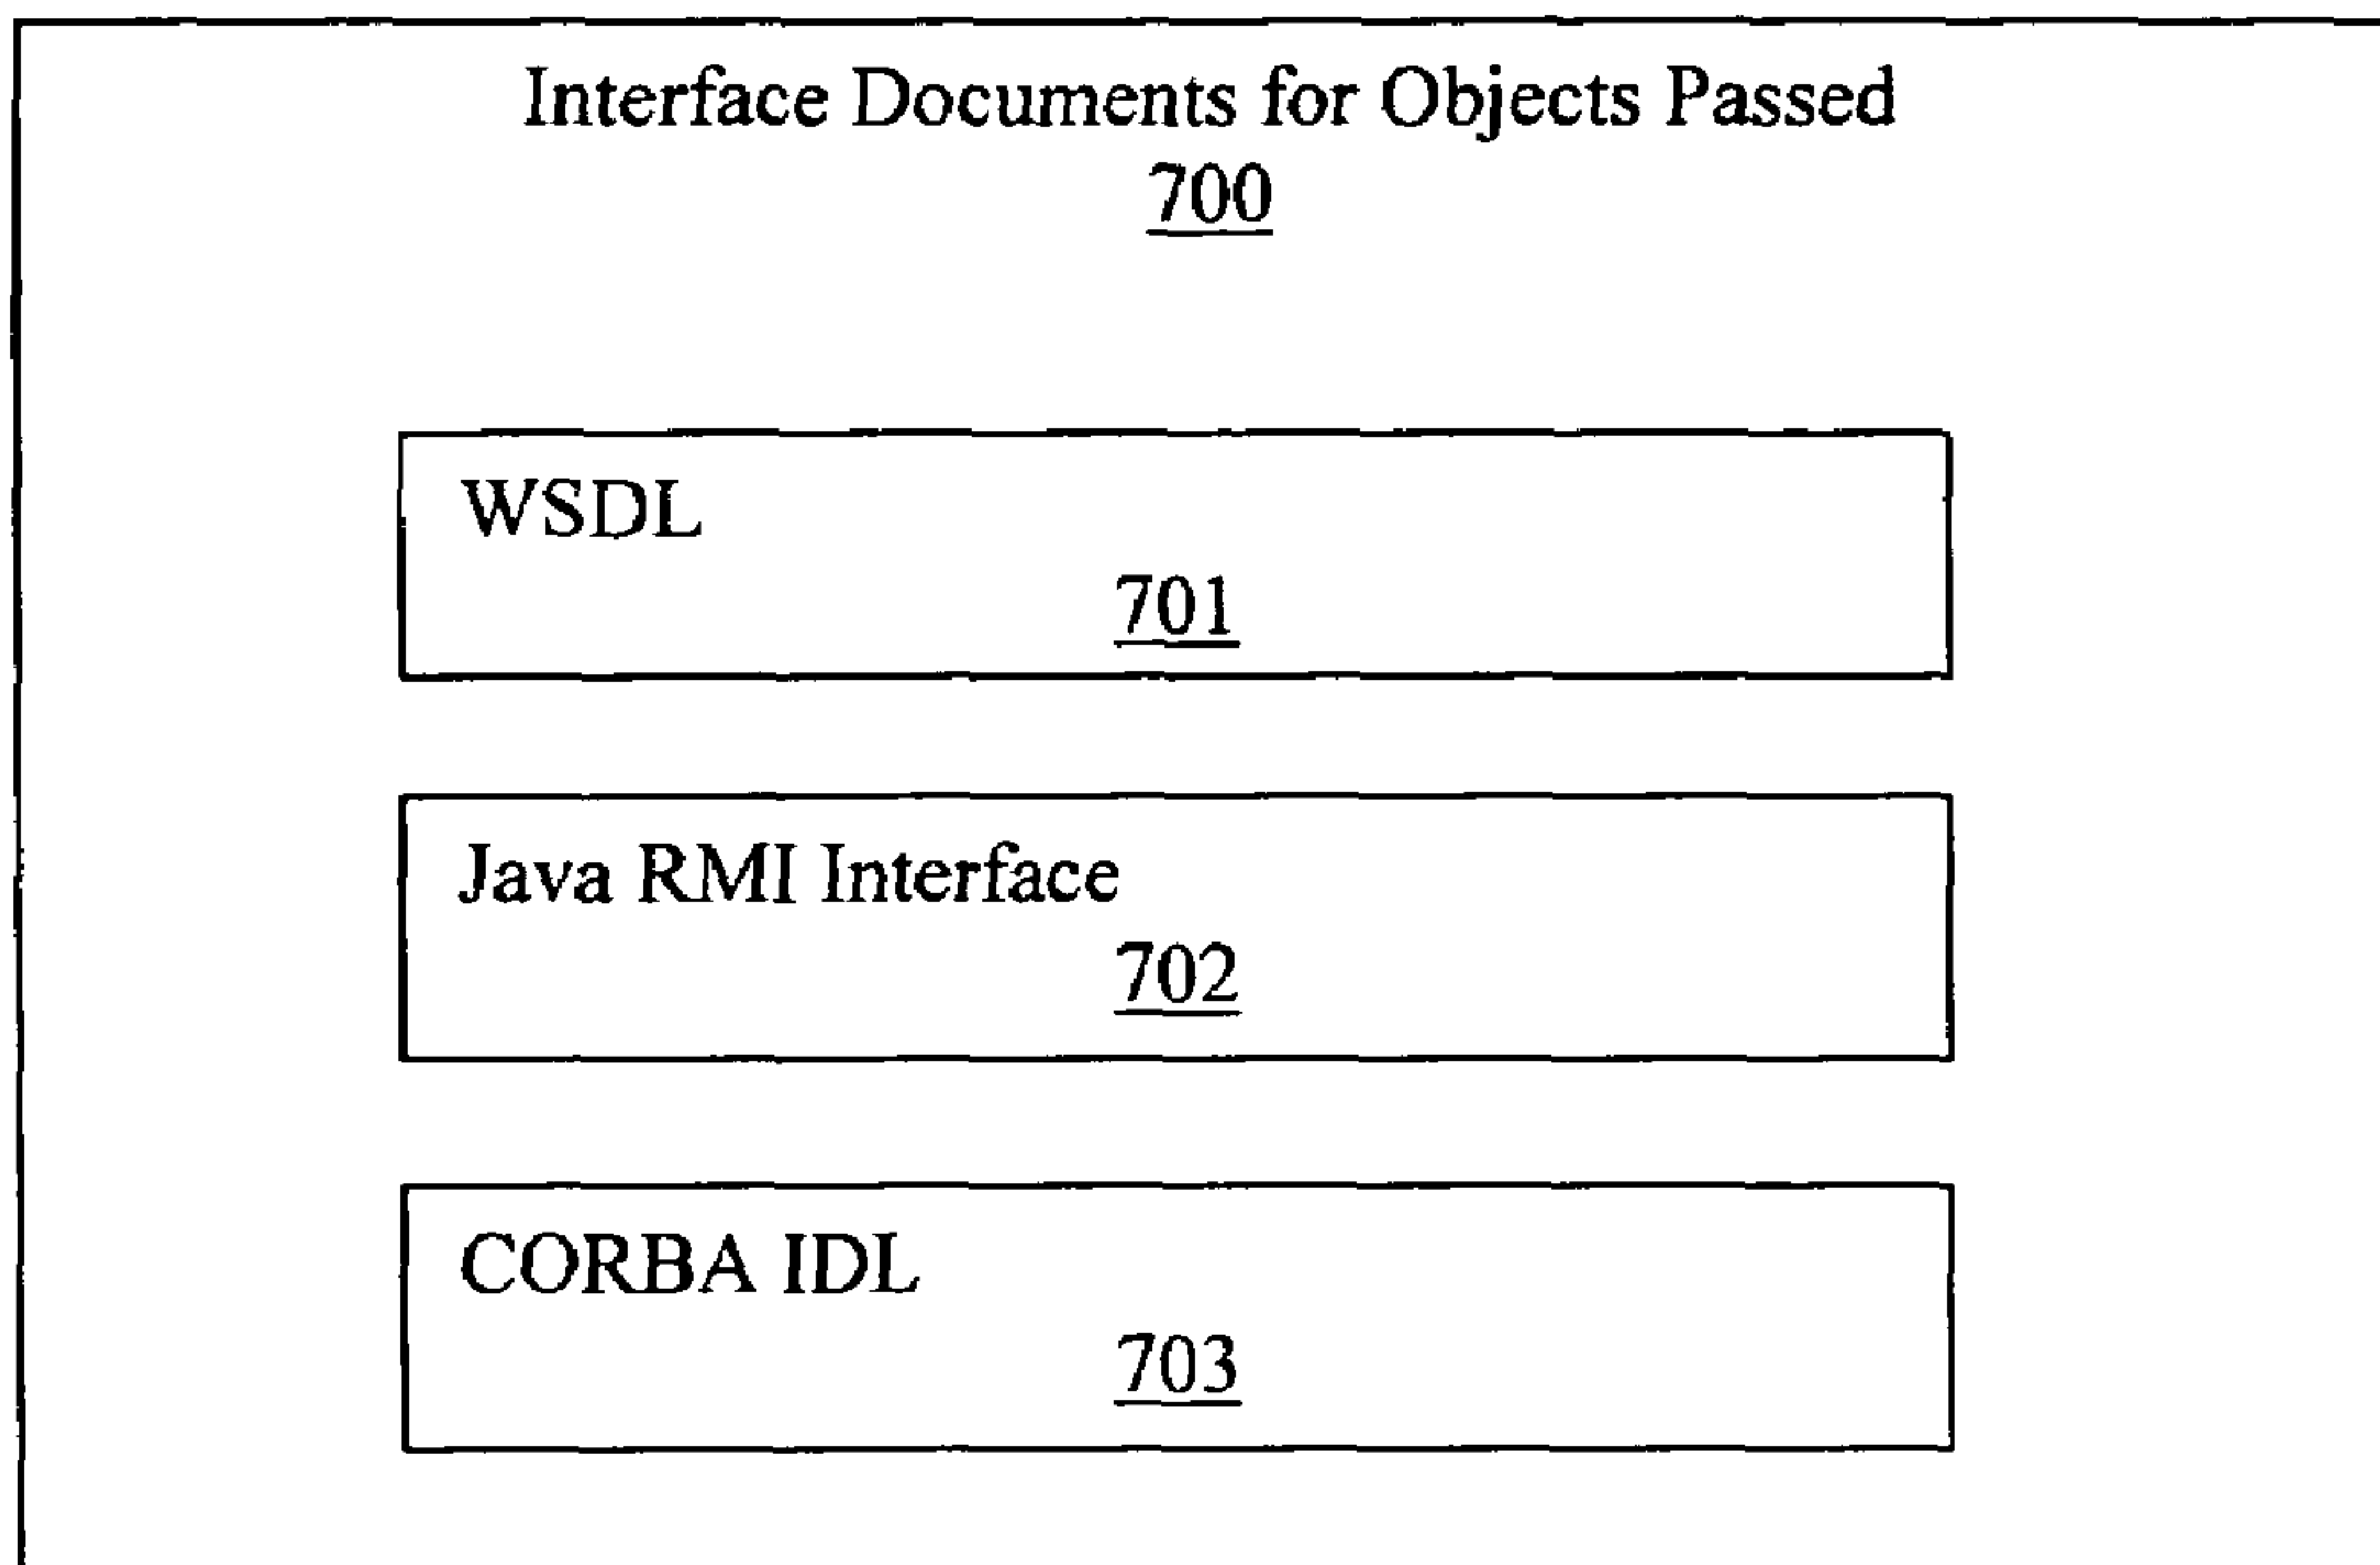 Interface Documents for Objects Passed
700
WSDL
701
Java RMI Interface
702
CORBA IDL
703